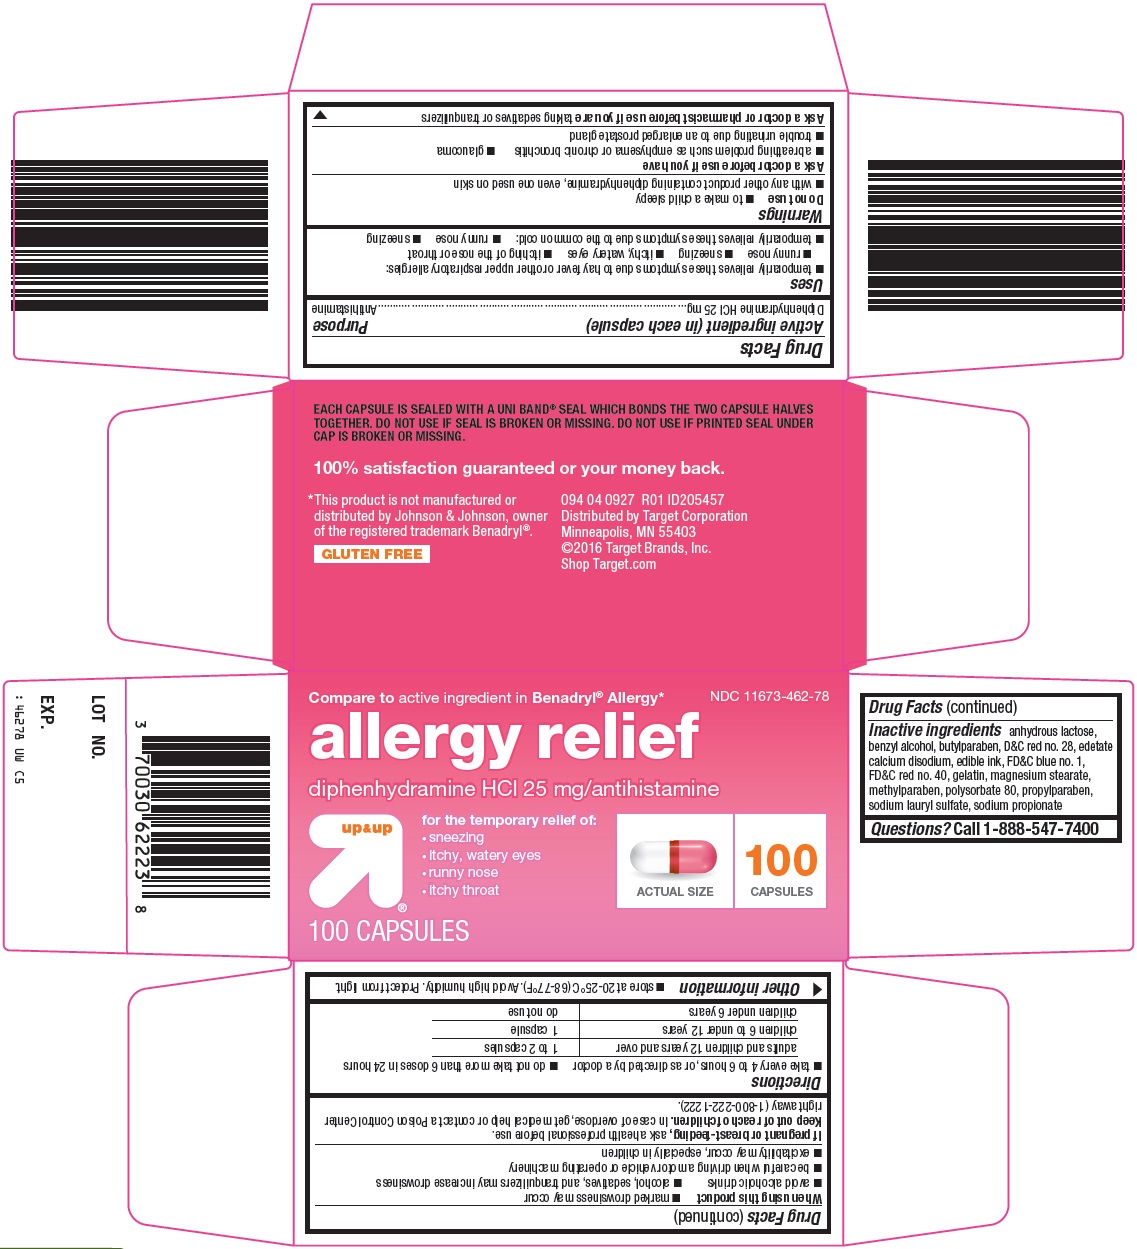 Drug Facts
Active ingredient (in each capsule) Purpose
Diphenhydramine HCl 25 mg................................................................................................Antihistamine
Uses
■ temporarily relieves these symptoms due to hay fever or other upper respiratory allergies:
■ runny nose ■ sneezing ■ itchy, watery eyes ■ itching of the nose or throat
■ temporarily relieves these symptoms due to the common cold: ■ runny nose ■ sneezing
Warnings
Do not use ■ to make a child sleepy
■ with any other product containing diphenhydramine, even one used on skin
Ask a doctor before use if you have
■ a breathing problem such as emphysema or chronic bronchitis ■ glaucoma
■ trouble urinating due to an enlarged prostate gland
Ask a doctor or pharmacist before use if you are taking sedatives or tranquilizers
EACH CAPSULE IS SEALED WITH A UNI BAND® SEAL WHICH BONDS THE TWO CAPSULE HALVES
TOGETHER. DO NOT USE IF SEAL IS BROKEN OR MISSING. DO NOT USE IF PRINTED SEAL UNDER
CAP IS BROKEN OR MISSING.
100% satisfaction guaranteed or your money back.
*This product is not manufactured or
distributed by Johnson & Johnson, owner
of the registered trademark Benadryl®.
GLUTEN FREE
094 04 0927 R01 ID205457
Distributed by Target Corporation
Minneapolis, MN 55403
©2016 Target Brands, Inc.
Shop Target.com
LOT NO.
EXP.
: 46278 UW C5
3 70030 62223 8
Compare to active ingredient in Benadryl® Allergy*
NDC 11673-462-78
allergy relief
diphenhydramine HCl 25 mg/antihistamine
up&up
®
for the temporary relief of:
• sneezing
• itchy, watery eyes
• runny nose
• itchy throat
ACTUAL SIZE
100
CAPSULES
100 CAPSULES
Drug Facts (continued)
Inactive ingredients anhydrous lactose,
benzyl alcohol, butylparaben, D&C red no. 28, edetate
calcium disodium, edible ink, FD&C blue no. 1,
FD&C red no. 40, gelatin, magnesium stearate,
methylparaben, polysorbate 80, propylparaben,
sodium lauryl sulfate, sodium propionate
Questions? Call 1-888-547-7400
Drug Facts (continued)
When using this product ■ marked drowsiness may occur
■ avoid alcoholic drinks ■ alcohol, sedatives, and tranquilizers may increase drowsiness
■ be careful when driving a motor vehicle or operating machinery
■ excitability may occur, especially in children
If pregnant or breast-feeding, ask a health professional before use.
Keep out of reach of children. In case of overdose, get medical help or contact a Poison Control Center
right away (1-800-222-1222).
Directions
■ take every 4 to 6 hours, or as directed by a doctor ■ do not take more than 6 doses in 24 hours
adults and children 12 years and over 1 to 2 capsules
children 6 to under 12 years 1 capsule
children under 6 years do not use
Other information ■ store at 20-25°C (68-77°F). Avoid high humidity. Protect from light.